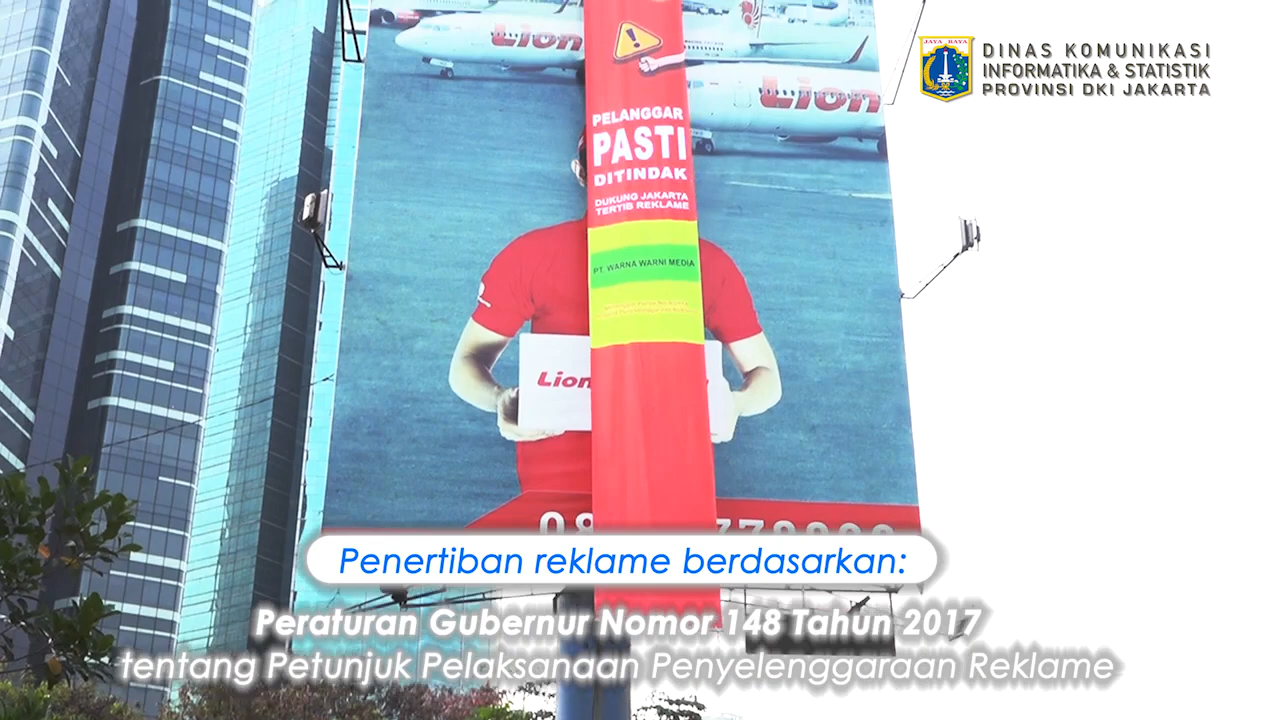 JAYA RAYA
DINAS KOMUNIKASI
INFORMATIKA & STATISTIK
PROVINSI DKI JAKARTA
Lion
Lion
PELANGGAR
PASTI
DITINDAK
DUKUNG JAKARTA
TERTIB REKLAME
PT. WARNA WARNI MEDIA
Lion
Penertiban reklame berdasarkan:
Peraturan Gubernur Nomor 148 Tahun 2017
tentang Petunjuk Pelaksanaan Penyelenggaraan Reklame